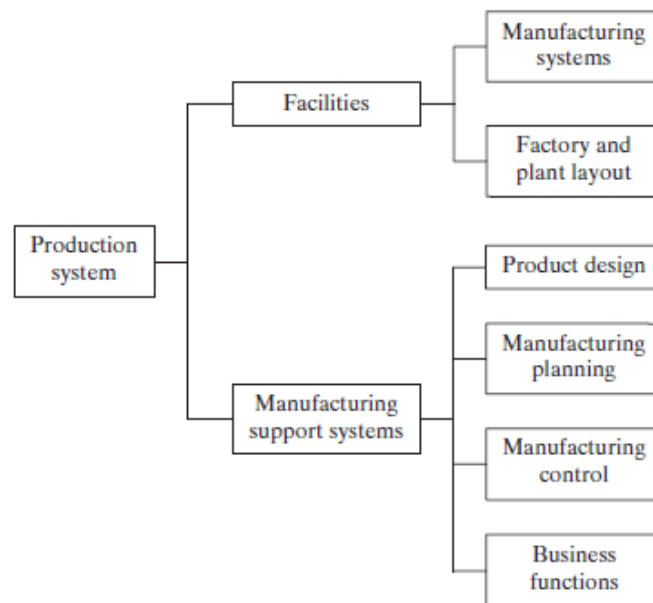 Manufacturing
systems
Facilities
Factory and
plant layout
Production
system
Product design
Manufacturing
planning
Manufacturing
support systems
Manufacturing
control
Business
functions